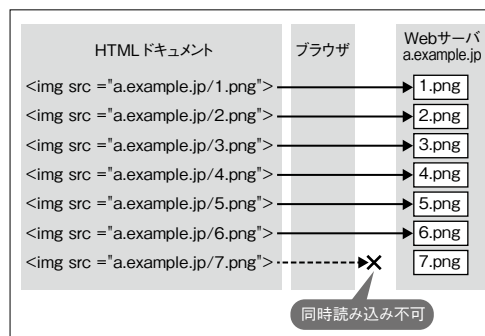 HTMLドキュメント
ブラウザ
Webサーバ
a.example.jp
<img src ="a.example.jp/1.png">
1.png
<img src ="a.example.jp/2.png">
2.png
<img src ="a.example.jp/3.png">
3.png
<img src ="a.example.jp/4.png">
4.png
<img src ="a.example.jp/5.png">
5.png
<img src ="a.example.jp/6.png">
6.png
<img src ="a.example.jp/7.png">
7.png
同時読み込み不可